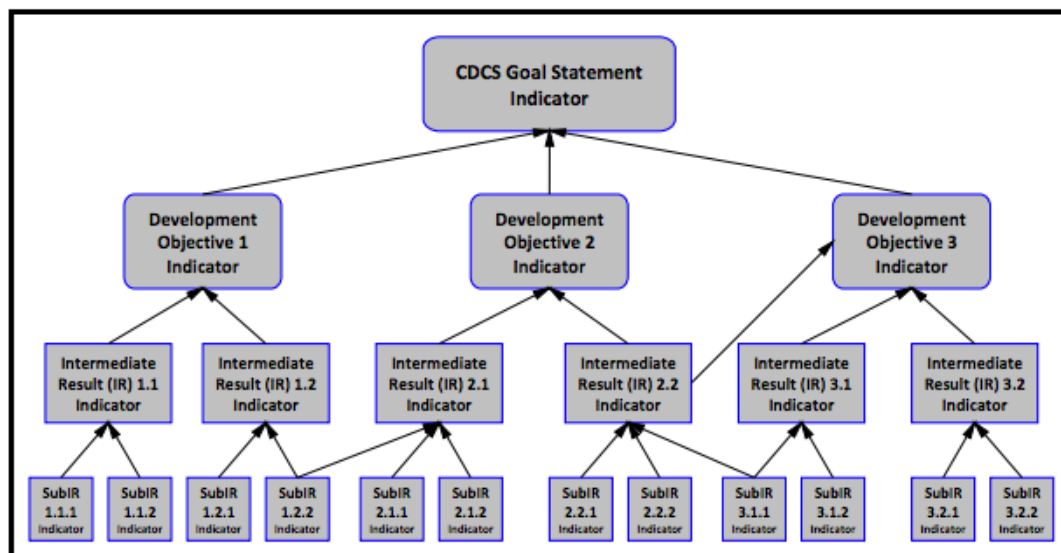 CDCS Goal Statement
Indicator
Development
Objective 1
Indicator
Development
Objective 2
Indicator
Development
Objective 3
Indicator
Intermediate
Result (IR) 1.1
Indicator
Intermediate
Result (IR) 1.2
Indicator
Intermediate
Result (IR) 2.1
Indicator
Intermediate
Result (IR) 2.2
Indicator
Intermediate
Result (IR) 3.1
Indicator
Intermediate
Result (IR) 3.2
Indicator
SubIR
1.1.1
Indicator
SubIR
1.1.2
Indicator
SubIR
1.2.1
Indicator
SubIR
1.2.2
Indicator
SubIR
2.1.1
Indicator
SubIR
2.1.2
Indicator
SubIR
2.2.1
Indicator
SubIR
2.2.2
Indicator
SubIR
3.1.1
Indicator
SubIR
3.1.2
Indicator
SubIR
3.2.1
Indicator
SubIR
3.2.2
Indicator